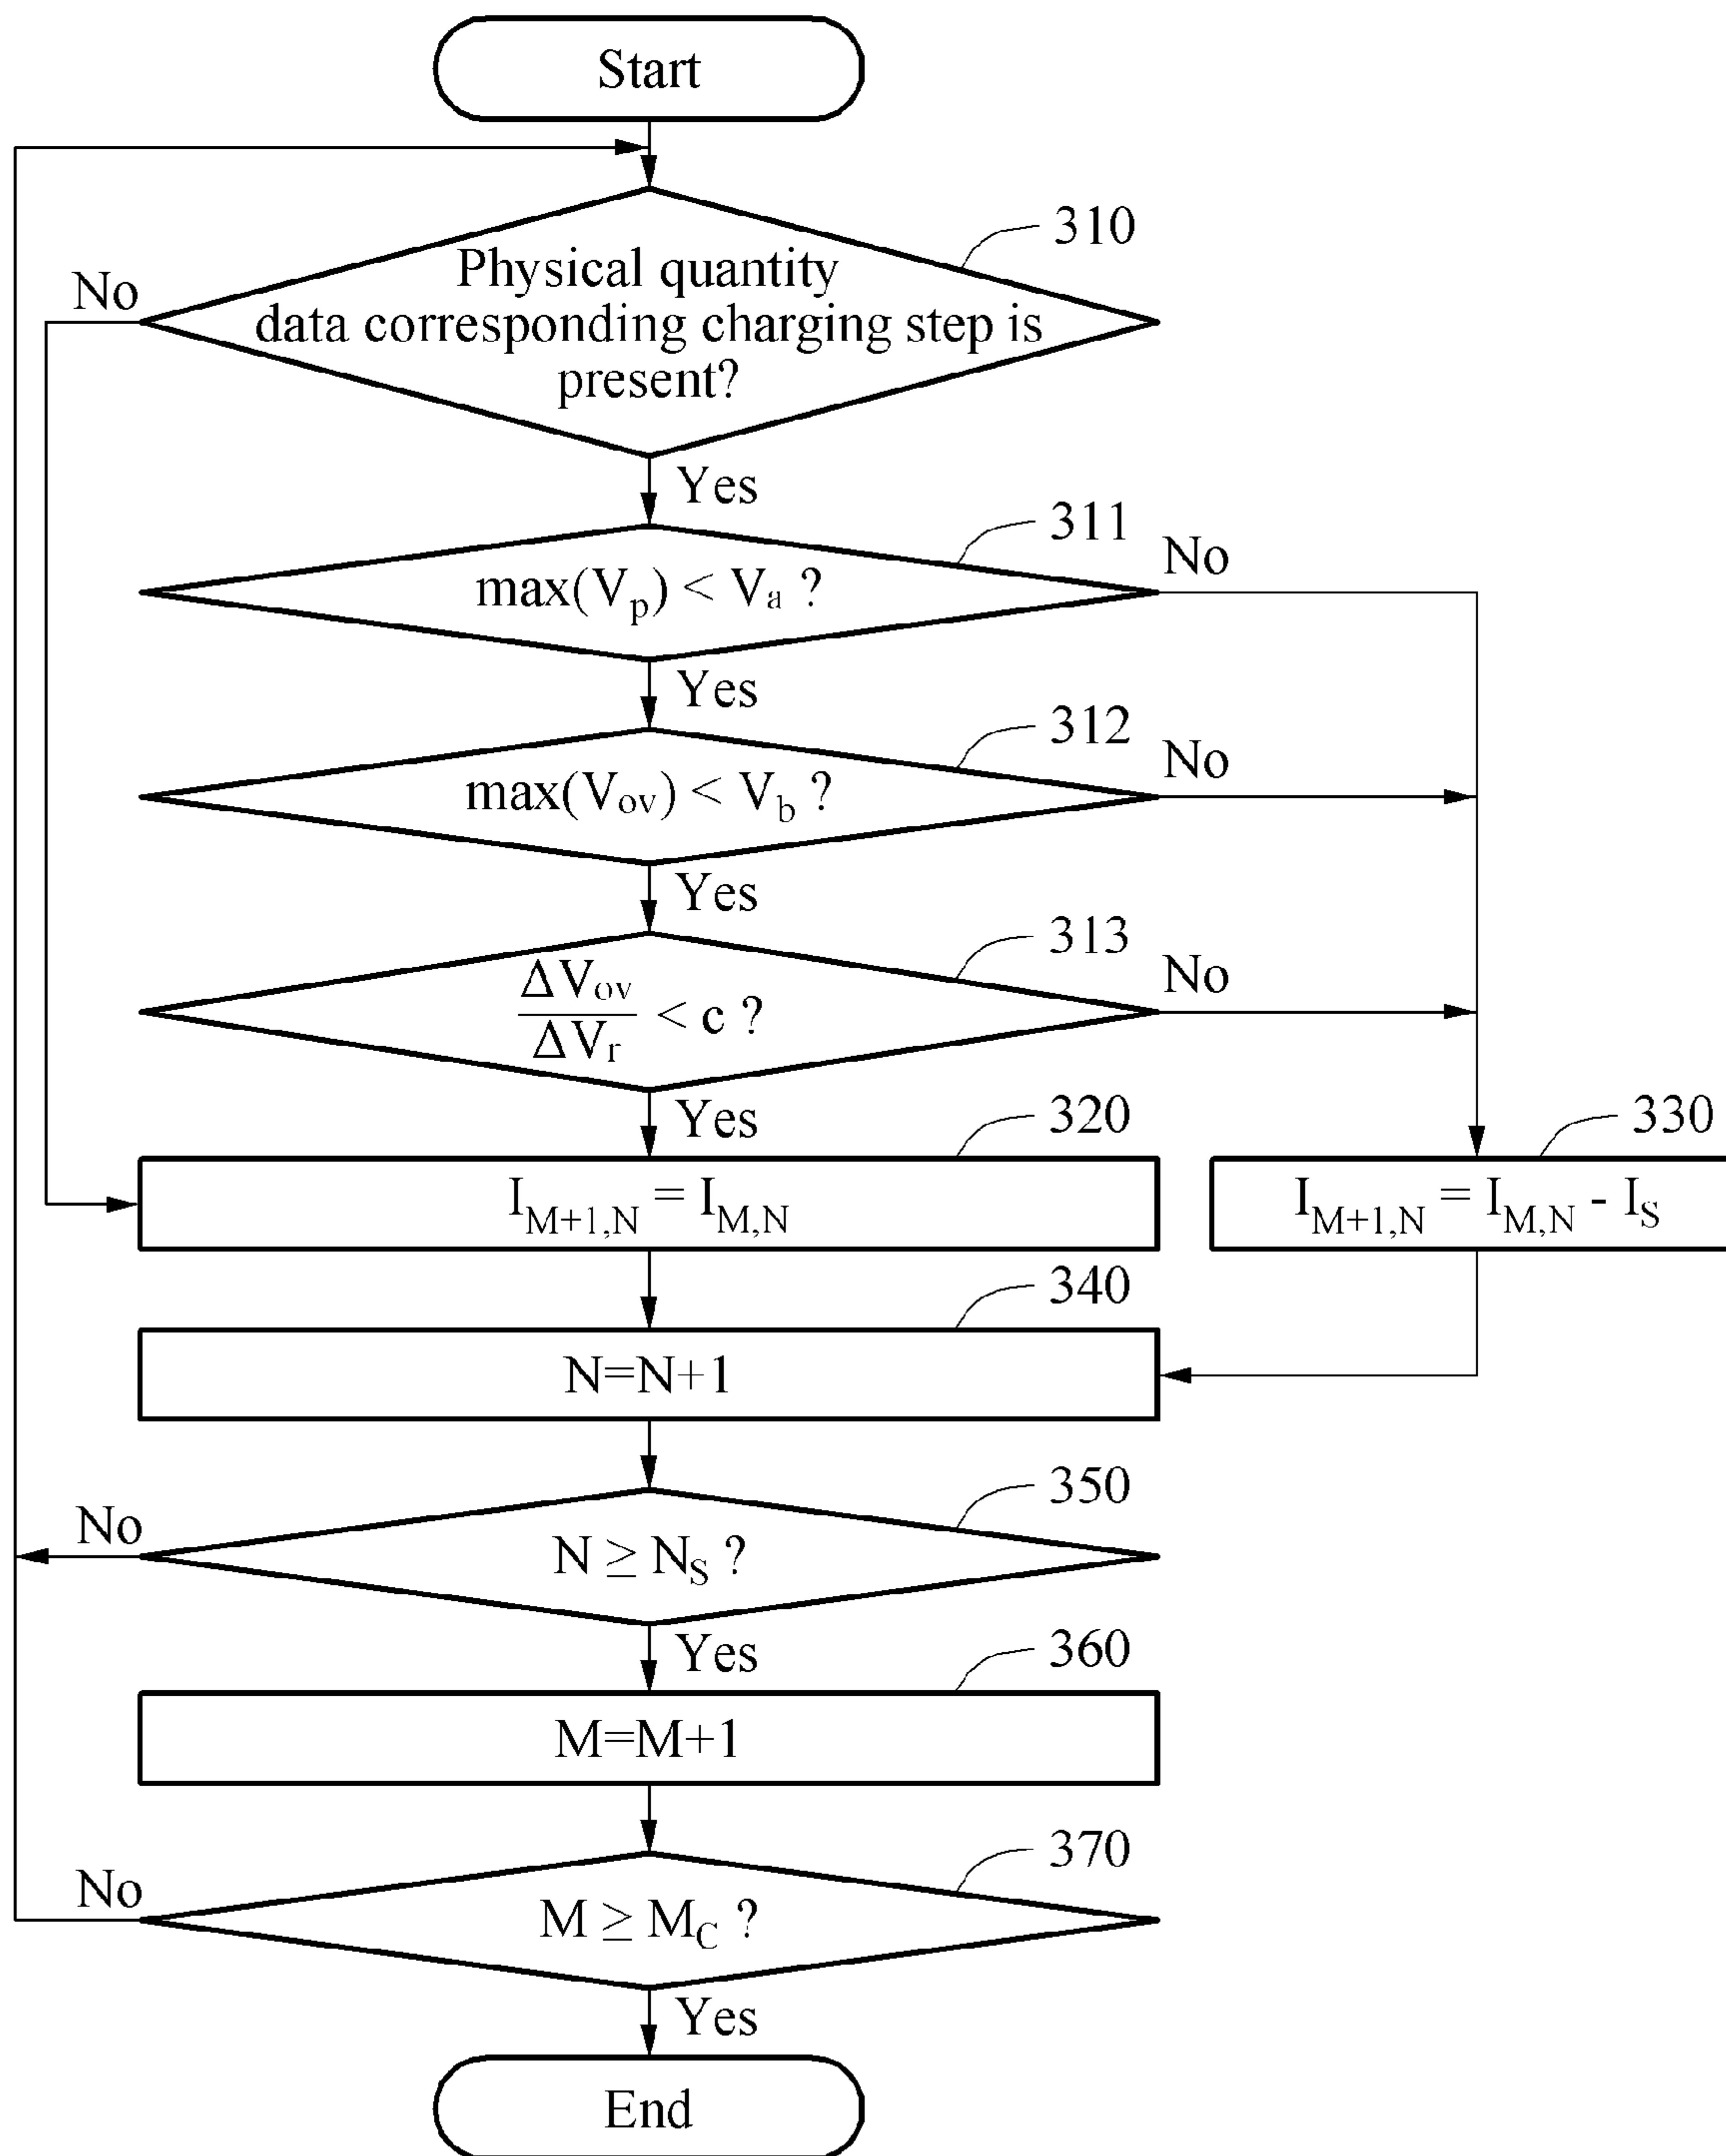 Start
310
Physical quantity
data corresponding charging step is
present?
No
Yes
311
max(Vp) < Va ?
No
Yes
312
max(Vov) < Vb ?
No
Yes
313
ΔVov
ΔVr
< c ?
No
Yes
320
IM+1,N = IM,N
330
IM+1,N = IM,N - IS
340
N=N+1
350
N ≥ NS ?
No
Yes
360
M=M+1
370
M ≥ MC ?
No
Yes
End